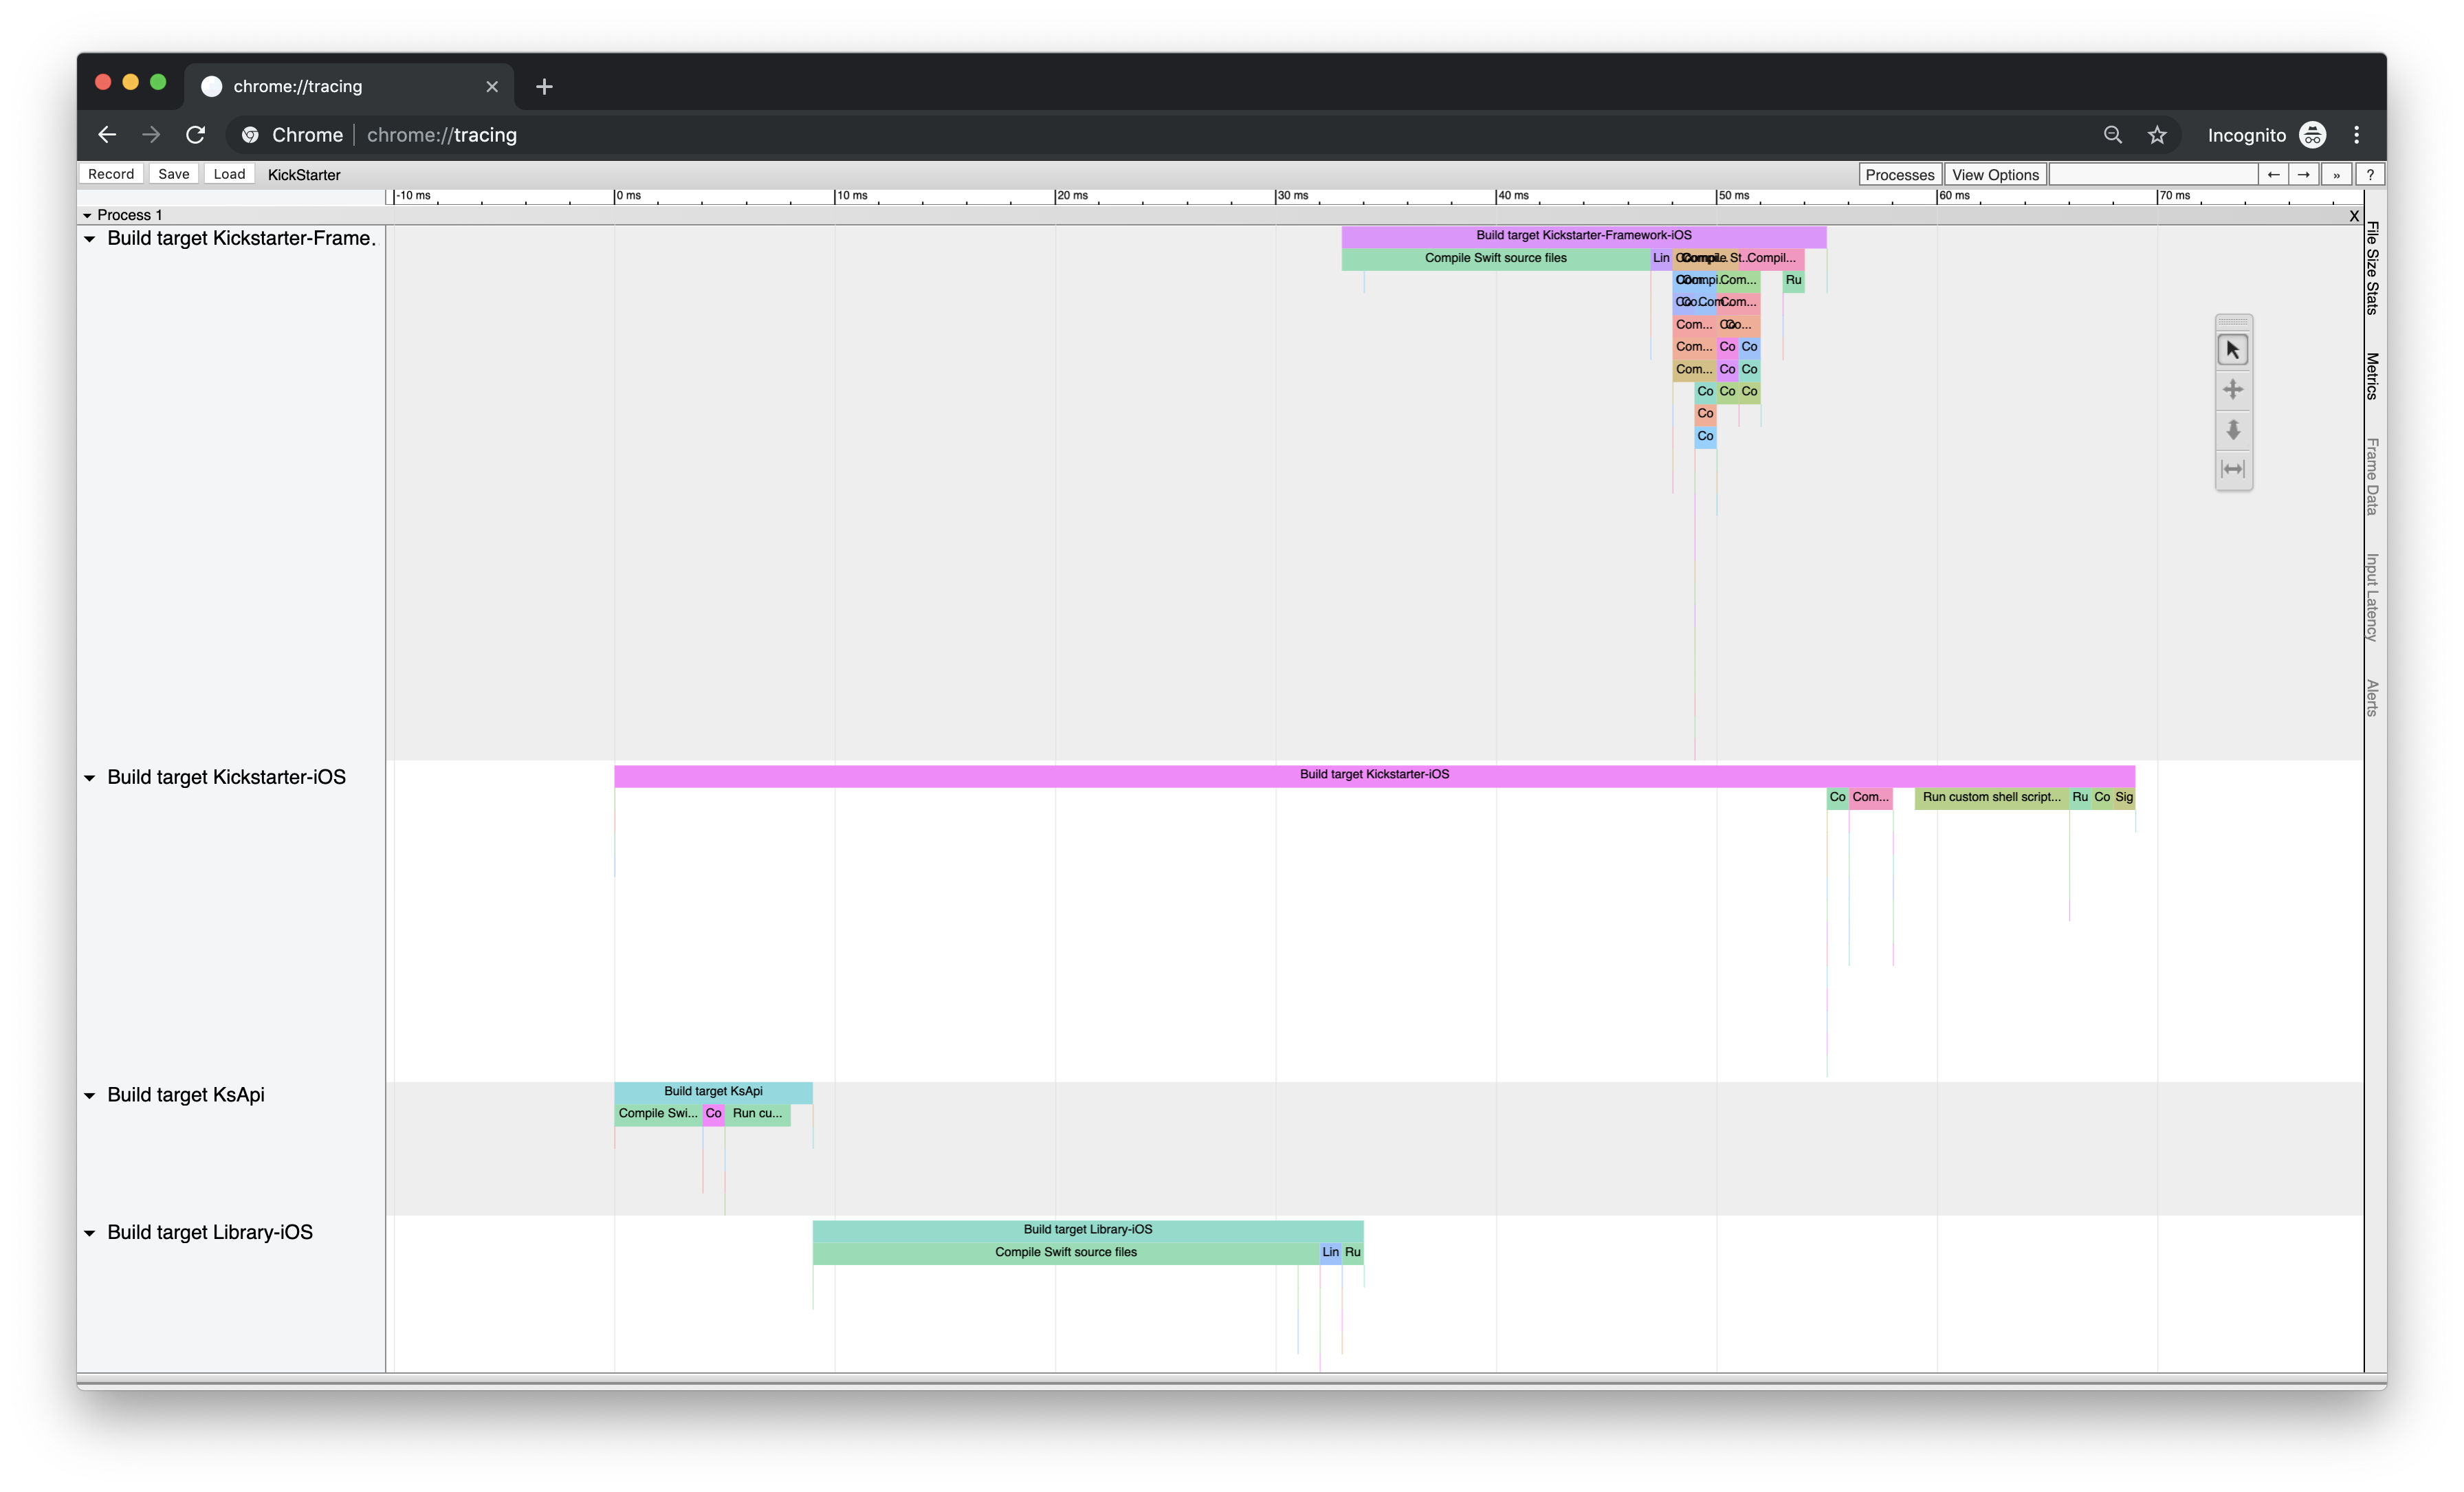 chrome://tracing
Chrome | chrome://tracing
Incognito
Record Save Load KickStarter Processes View Options ← → » ?
-10 ms 0 ms 10 ms 20 ms 30 ms 40 ms 50 ms 60 ms 70 ms
Process 1 X
Build target Kickstarter-Frame..
Build target Kickstarter-Framework-iOS
Compile Swift source files Lin St... Compil...
Com... Ru
Com...
Com...
Com... Co Co
Com... Co Co
Co Co Co
Co
Co
Build target Kickstarter-iOS
Build target Kickstarter-iOS
Co Com... Run custom shell script... Ru Co Sig
Build target KsApi
Build target KsApi
Compile Swi... Co Run cu...
Build target Library-iOS
Build target Library-iOS
Compile Swift source files Lin Ru
File Size Stats
Metrics
Frame Data
Input Latency
Alerts